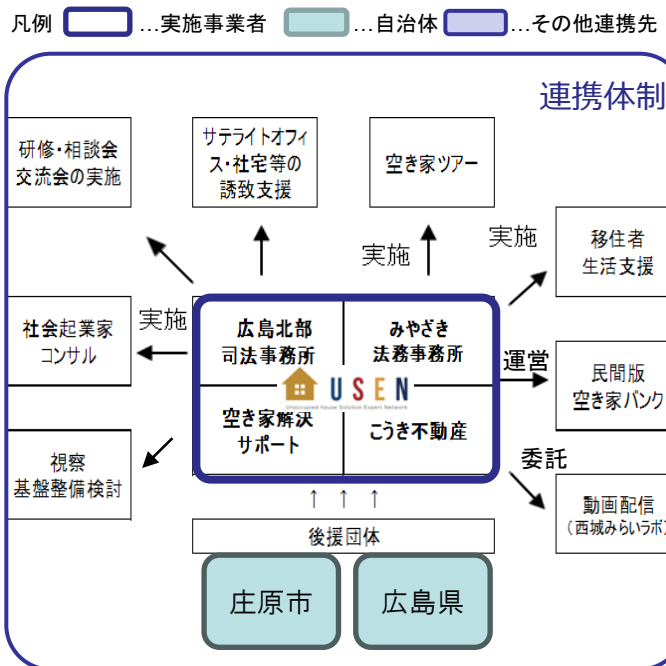 凡例 …実施事業者 …自治体 …その他連携先
連携体制
研修・相談会
交流会の実施
サテライトオフィ
ス・社宅等の
誘致支援
空き家ツアー
実施
実施
移住者
生活支援
社会起業家
コンサル
実施
広島北部
司法事務所
みやざき
法務事務所
運営
民間版
空き家バンク
USEN
Unoccupied house Solution Expert Network
空き家解決
サポート
こうき不動産
視察
基盤整備検討
委託
動画配信
（西城みらいラボ）
↑ ↑ ↑
後援団体
庄原市
広島県